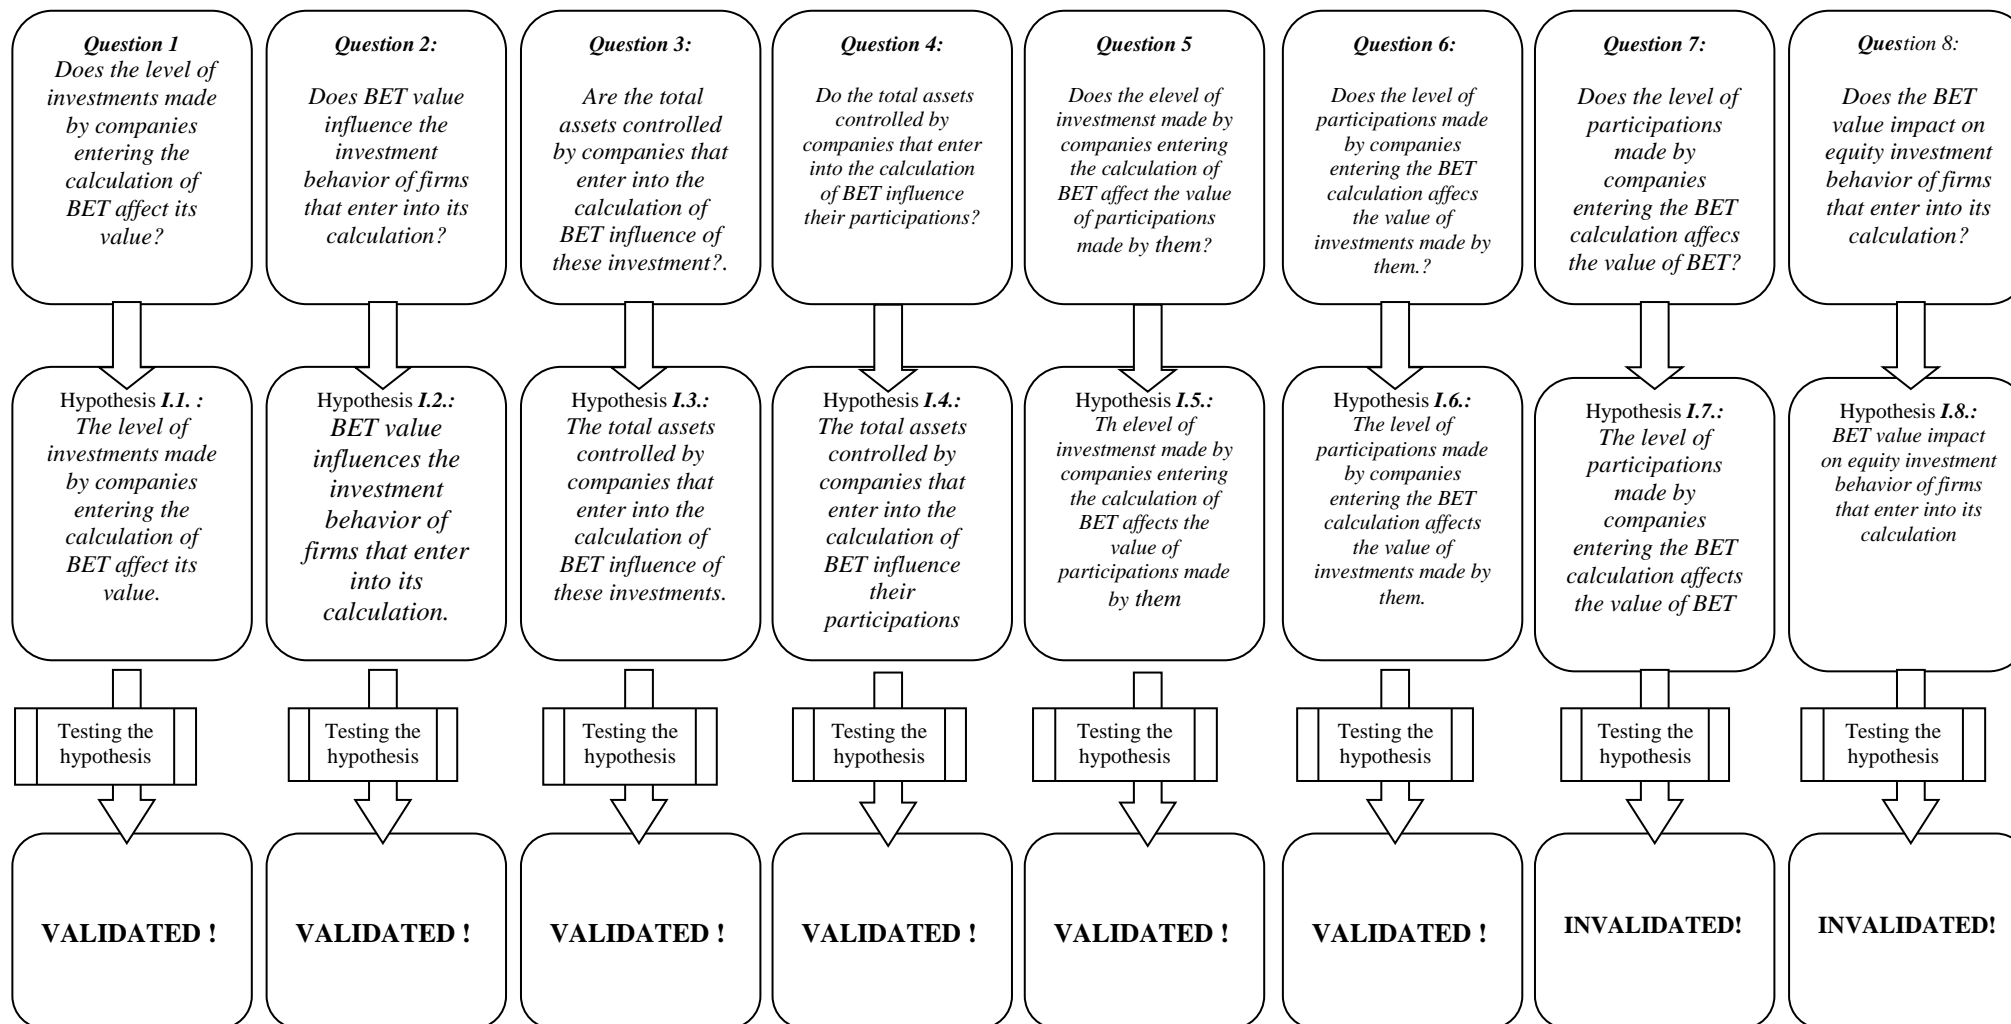 Question 1
Does the level of
investments made
by companies
entering the
calculation of
BET affect its
value?
Question 2:
Does BET value
influence the
investment
behavior of firms
that enter into its
calculation?
Question 3:
Are the total
assets controlled
by companies that
enter into the
calculation of
BET influence of
these investment?.
Question 4:
Do the total assets
controlled by
companies that enter
into the calculation
of BET influence
their participations?
Question 5
Does the elevel of
investmenst made by
companies entering
the calculation of
BET affect the value
of participations
made by them?
Question 6:
Does the level of
participations made
by companies
entering the BET
calculation affecs
the value of
investments made by
them.?
Question 7:
Does the level of
participations
made by
companies
entering the BET
calculation affecs
the value of BET?
Question 8:
Does the BET
value impact on
equity investment
behavior of firms
that enter into its
calculation?
Hypothesis I.1. :
The level of
investments made
by companies
entering the
calculation of
BET affect its
value.
Hypothesis I.2.:
BET value
influences the
investment
behavior of
firms that enter
into its
calculation.
Hypothesis I.3.:
The total assets
controlled by
companies that
enter into the
calculation of
BET influence of
these investments.
Hypothesis I.4.:
The total assets
controlled by
companies that
enter into the
calculation of
BET influence
their
participations
Hypothesis I.5.:
Th elevel of
investmenst made by
companies entering
the calculation of
BET affects the
value of
participations made
by them
Hypothesis I.6.:
The level of
participations made
by companies
entering the BET
calculation affects
the value of
investments made by
them.
Hypothesis I.7.:
The level of
participations
made by
companies
entering the BET
calculation affects
the value of BET
Hypothesis I.8.:
BET value impact
on equity investment
behavior of firms
that enter into its
calculation
Testing the
hypothesis
Testing the
hypothesis
Testing the
hypothesis
Testing the
hypothesis
Testing the
hypothesis
Testing the
hypothesis
Testing the
hypothesis
Testing the
hypothesis
VALIDATED !
VALIDATED !
VALIDATED !
VALIDATED !
VALIDATED !
VALIDATED !
INVALIDATED!
INVALIDATED!